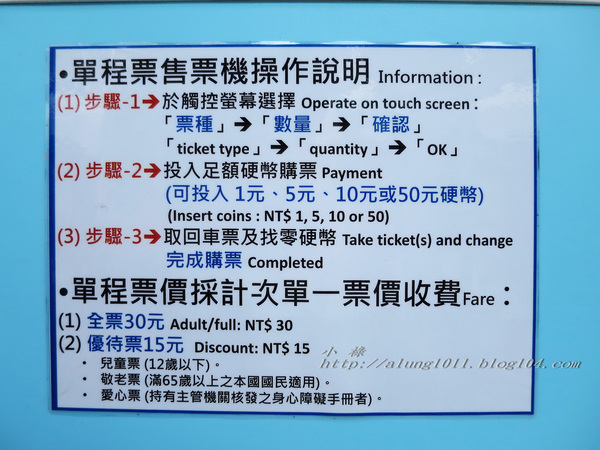 •單程票售票機操作說明 Information :
(1) 步驟-1➔於觸控螢幕選擇 Operate on touch screen :
「票種」➔「數量」➔「確認」
「ticket type」➔「quantity」➔「OK」
(2) 步驟-2➔投入足額硬幣購票 Payment
(可投入 1元、5元、10元或50元硬幣)
(Insert coins : NT$ 1, 5, 10 or 50)
(3) 步驟-3➔取回車票及找零硬幣 Take ticket(s) and change
完成購票 Completed
•單程票價採計次單一票價收費Fare：
(1) 全票30元 Adult/full: NT$ 30
(2) 優待票15元 Discount: NT$ 15
• 兒童票 (12歲以下)。
• 敬老票 (滿65歲以上之本國國民適用)。
• 愛心票 (持有主管機關核發之身心障礙手冊者)。
小祿
http://alung1011.blog104.com